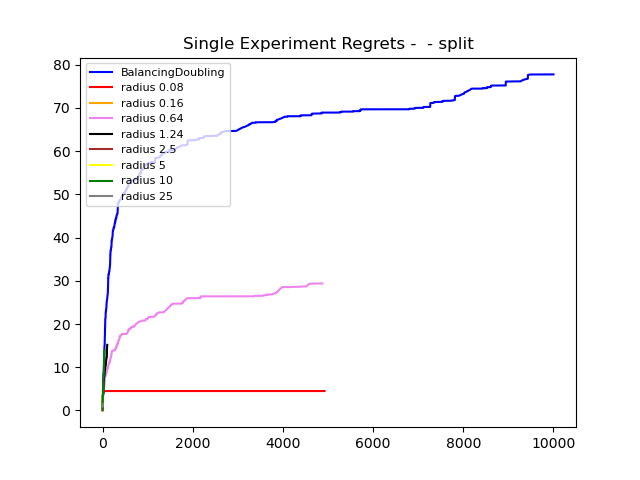 Single Experiment Regrets -  - split
BalancingDoubling
radius 0.08
radius 0.16
radius 0.64
radius 1.24
radius 2.5
radius 5
radius 10
radius 25
80
70
60
50
40
30
20
10
0
0 2000 4000 6000 8000 10000